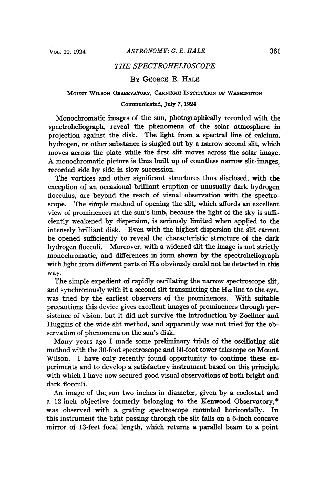 VOL. 10, 1924 ASTRONOMY: G. E. HALE 361
THE SPECTROHELIOSCOPE
BY GEORGE E. HALE
MOUNT WILSON OBSERVATORY, CARNEGIE INSTITUTION OF WASHINGTON
Communicated, July 7, 1924
Monochromatic images of the sun, photographically recorded with the
spectroheliograph, reveal the phenomena of the solar atmosphere in
projection against the disk. The light from a spectral line of calcium,
hydrogen, or other substance is singled out by a narrow second slit, which
moves across the plate while the first slit moves across the solar image.
A monochromatic picture is thus built up of countless narrow slit-images,
recorded side by side in slow succession.
The vortices and other significant structures thus disclosed, with the
exception of an occasional brilliant eruption or unusually dark hydrogen
flocculus, are beyond the reach of visual observation with the spectro-
scope. The simple method of opening the slit, which affords an excellent
view of prominences at the sun's limb, because the light of the sky is suffi-
ciently weakened by dispersion, is entirely limited when applied to the
intensely brilliant disk. Even with the highest dispersion the slit cannot
be opened sufficiently to reveal the characteristic structure of the dark
hydrogen flocculi. Moreover, with a widened slit the image is not strictly
monochromatic, and differences in form shown by the spectroheliograph
with light from different parts of Hα obviously could not be detected in this
way.
The simple expedient of rapidly oscillating the narrow spectroscope slit,
and synchronously with it a second slit transmitting the Hα line to the eye,
was tried by the earliest observers of the prominences. With suitable
precautions this device gives excellent images of prominences through per-
sistence of vision, but it did not survive the introduction by Zoellner and
Huggins of the wide slit method, and apparently was not tried for the ob-
servation of phenomena on the sun's disk.
Many years ago I made some preliminary trials of the oscillating slit
method with the 30-foot spectroscope and 60-foot tower telescope on Mount
Wilson. I have only recently found opportunity to continue these ex-
periments and to develop a satisfactory instrument based on this principle,
with which I have now secured good visual observations of both bright and
dark flocculi.
An image of the sun two inches in diameter, given by a coelostat and
a 12-inch objective formerly belonging to the Kenwood Observatory,*
was observed with a grating spectroscope mounted horizontally. In
this instrument the light passing through the slit falls on a 6-inch concave
mirror of 13-feet focal length, which returns a parallel beam to a point